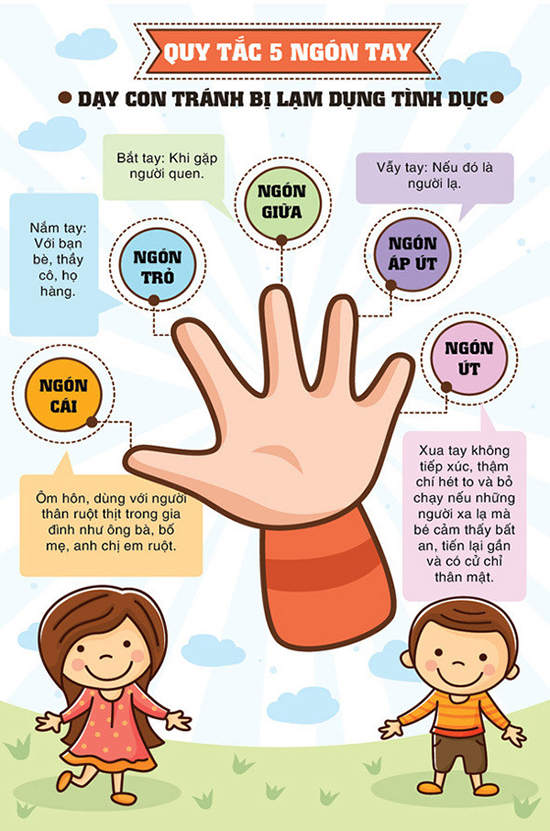 QUY TẮC 5 NGÓN TAY
DẠY CON TRÁNH BỊ LẠM DỤNG TÌNH DỤC
Bắt tay: Khi gặp
người quen.
NGÓN
GIỮA
Vẫy tay: Nếu đó là
người lạ.
Nắm tay:
Với bạn
bè, thầy
cô, họ
hàng.
NGÓN
TRỎ
NGÓN
ÁP ÚT
NGÓN
CÁI
NGÓN
ÚT
Ôm hôn, dùng với người
thân ruột thịt trong gia
đình như ông bà, bố
mẹ, anh chị em ruột.
Xua tay không
tiếp xúc, thậm
chí hét to và bỏ
chạy nếu những
người xa lạ mà
bé cảm thấy bất
an, tiến lại gần
và có cử chỉ
thân mật.